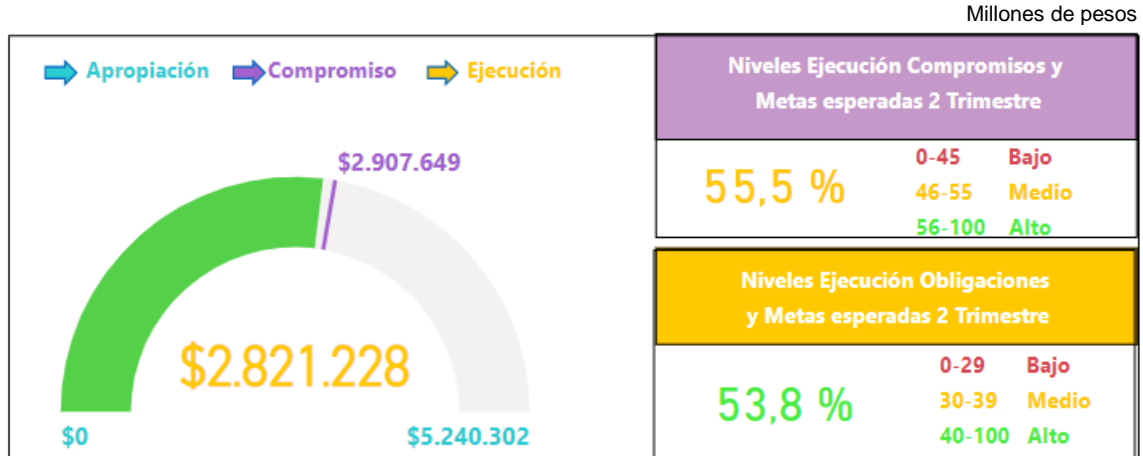 Millones de pesos
Apropiación Compromiso Ejecución
$2.907.649
$2.821.228
$0 $5.240.302
Niveles Ejecución Compromisos y
Metas esperadas 2 Trimestre
55,5 %
0-45 Bajo
46-55 Medio
56-100 Alto
Niveles Ejecución Obligaciones
y Metas esperadas 2 Trimestre
53,8 %
0-29 Bajo
30-39 Medio
40-100 Alto